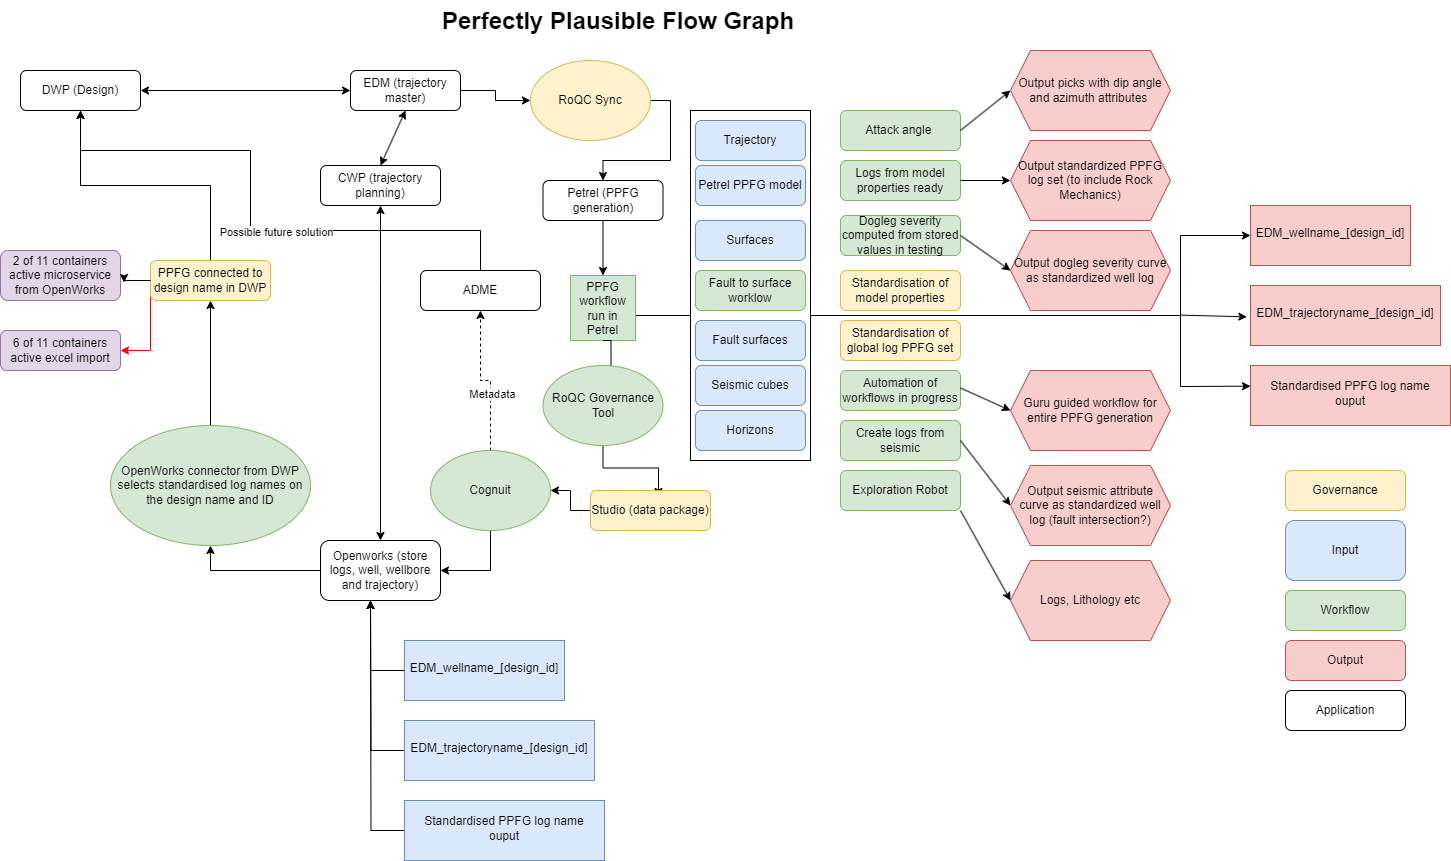 Perfectly Plausible Flow Graph
DWP (Design)
EDM (trajectory
master)
RoQC Sync
CWP (trajectory
planning)
Petrel (PPFG
generation)
Possible future solution
2 of 11 containers
active microservice
from OpenWorks
PPFG connected to
design name in DWP
6 of 11 containers
active excel import
ADME
PPFG
workflow
run in
Petrel
Metadata
RoQC Governance
Tool
OpenWorks connector from DWP
selects standardised log names on
the design name and ID
Cognuit
Studio (data package)
Openworks (store
logs, well, wellbore
and trajectory)
EDM_wellname_[design_id]
EDM_trajectoryname_[design_id]
Standardised PPFG log name
ouput
Trajectory
Petrel PPFG model
Surfaces
Fault to surface
worklow
Fault surfaces
Seismic cubes
Horizons
Attack angle
Logs from model
properties ready
Dogleg severity
computed from stored
values in testing
Standardisation of
model properties
Standardisation of
global log PPFG set
Automation of
workflows in progress
Create logs from
seismic
Exploration Robot
Output picks with dip angle
and azimuth attributes
Output standardized PPFG
log set (to include Rock
Mechanics)
Output dogleg severity curve
as standardized well log
Guru guided workflow for
entire PPFG generation
Output seismic attribute
curve as standardized well
log (fault intersection?)
Logs, Lithology etc
EDM_wellname_[design_id]
EDM_trajectoryname_[design_id]
Standardised PPFG log name
ouput
Governance
Input
Workflow
Output
Application